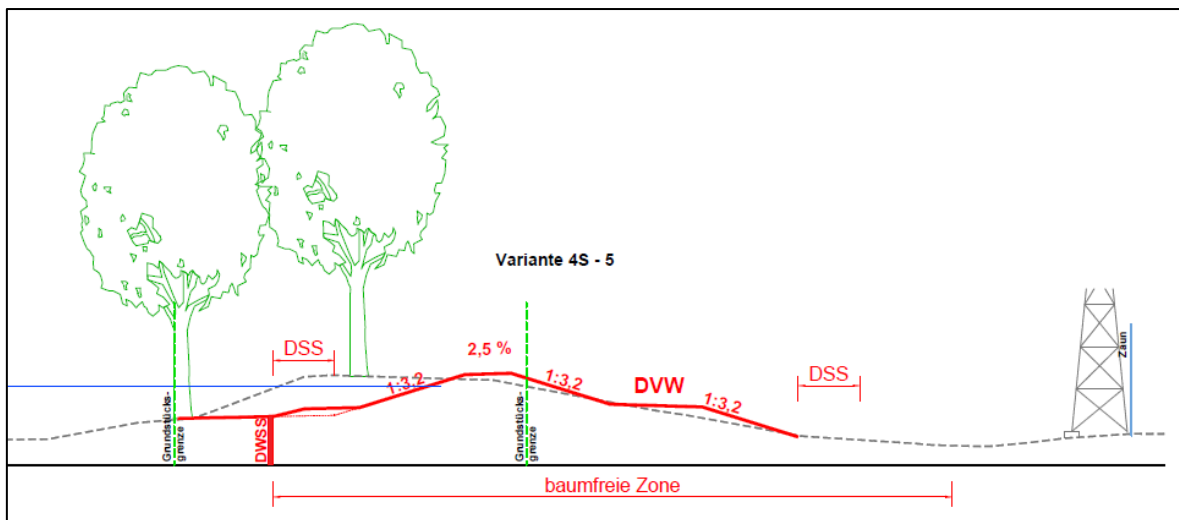 Variante 4S - 5
DSS
2,5 %
1:3,2
1:3,2
DVW
1:3,2
DSS
Zaun
Grundstücks-
grenze
DWSS
Grundstücks-
grenze
baumfreie Zone